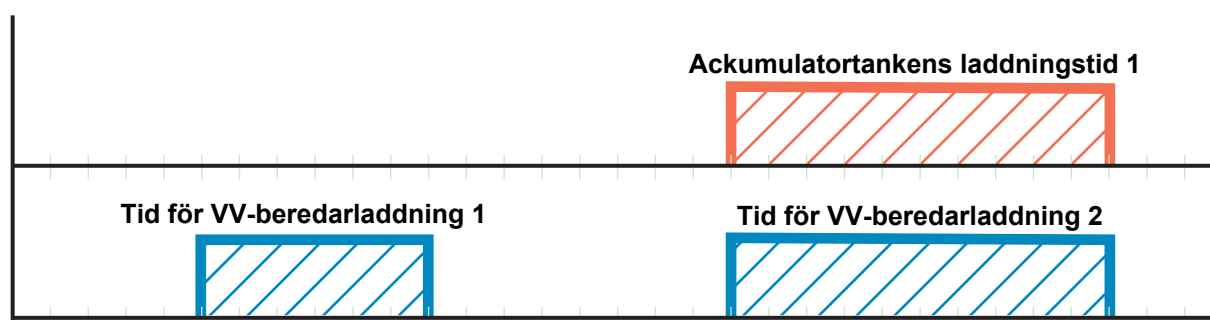 Ackumulatortankens laddningstid 1
Tid för VV-beredarladdning 1
Tid för VV-beredarladdning 2